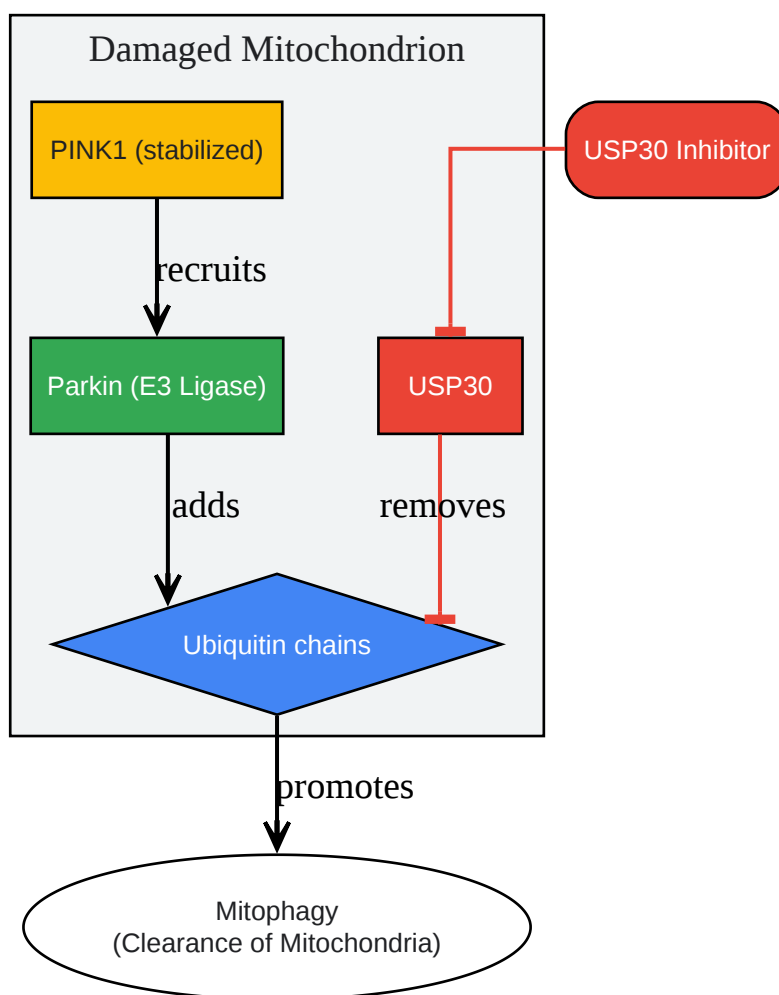 Damaged Mitochondrion
PINK1 (stabilized)
USP30 Inhibitor
recruits
Parkin (E3 Ligase)
USP30
adds
removes
Ubiquitin chains
promotes
Mitophagy
(Clearance of Mitochondria)